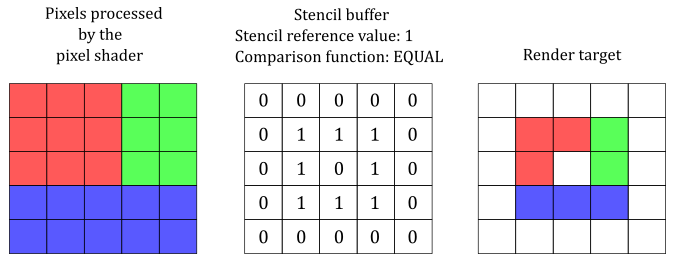 Pixels processed
by the
pixel shader
Stencil buffer
Stencil reference value: 1
Comparison function: EQUAL
Render target
0 0 0 0 0
0 1 1 1 0
0 1 0 1 0
0 1 1 1 0
0 0 0 0 0